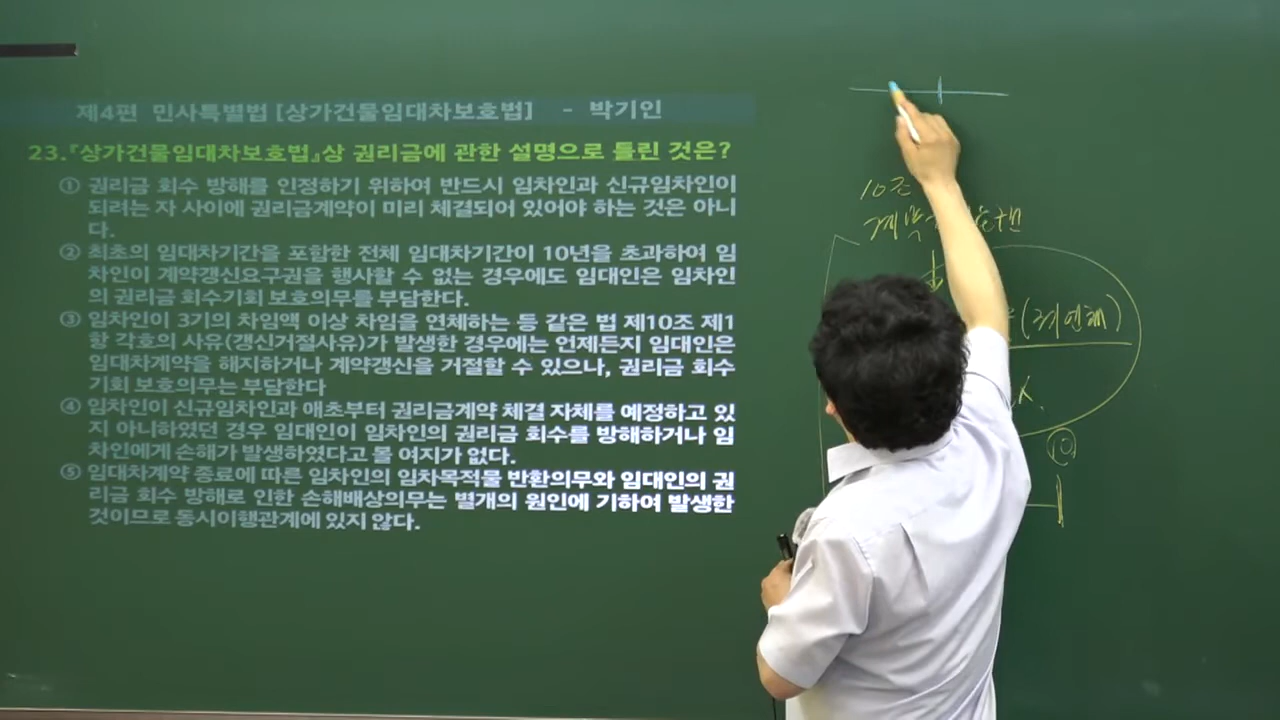 제4편 민사특별법 [상가건물임대차보호법] - 박기인
23.『상가건물임대차보호법』상 권리금에 관한 설명으로 틀린 것은?
① 권리금 회수 방해를 인정하기 위하여 반드시 임차인과 신규임차인이
되려는 자 사이에 권리금계약이 미리 체결되어 있어야 하는 것은 아니
다.
② 최초의 임대차기간을 포함한 전체 임대차기간이 10년을 초과하여 임
차인이 계약갱신요구권을 행사할 수 없는 경우에도 임대인은 임차인
의 권리금 회수기회 보호의무를 부담한다.
③ 임차인이 3기의 차임액 이상 차임을 연체하는 등 같은 법 제10조 제1
항 각호의 사유(갱신거절사유)가 발생한 경우에는 언제든지 임대인은
임대차계약을 해지하거나 계약갱신을 거절할 수 있으나, 권리금 회수
기회 보호의무는 부담한다
④ 임차인이 신규임차인과 애초부터 권리금계약 체결 자체를 예정하고 있
지 아니하였던 경우 임대인이 임차인의 권리금 회수를 방해하거나 임
차인에게 손해가 발생하였다고 볼 여지가 없다.
⑤ 임대차계약 종료에 따른 임차인의 임차목적물 반환의무와 임대인의 권
리금 회수 방해로 인한 손해배상의무는 별개의 원인에 기하여 발생한
것이므로 동시이행관계에 있지 않다.
10조
계약
(3기연체)
10